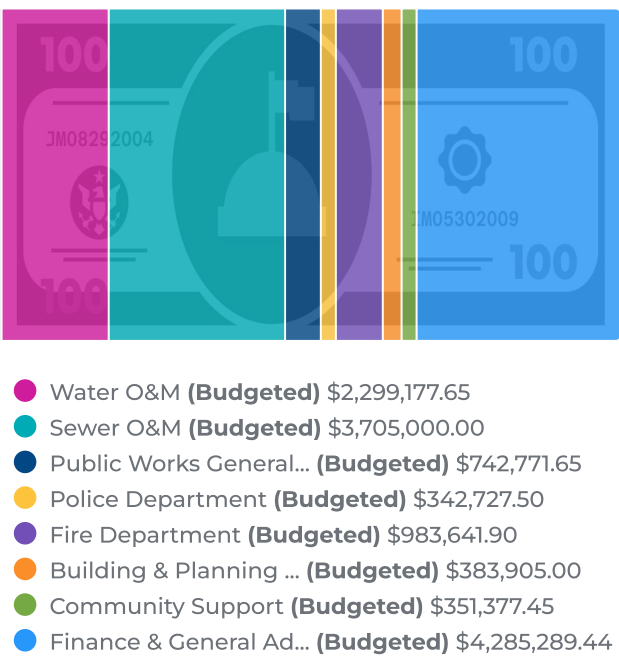 100 100
JM08292004
JM05302009
100
100
Water O&M (Budgeted) $2,299,177.65
Sewer O&M (Budgeted) $3,705,000.00
Public Works General... (Budgeted) $742,771.65
Police Department (Budgeted) $342,727.50
Fire Department (Budgeted) $983,641.90
Building & Planning ... (Budgeted) $383,905.00
Community Support (Budgeted) $351,377.45
Finance & General Ad... (Budgeted) $4,285,289.44